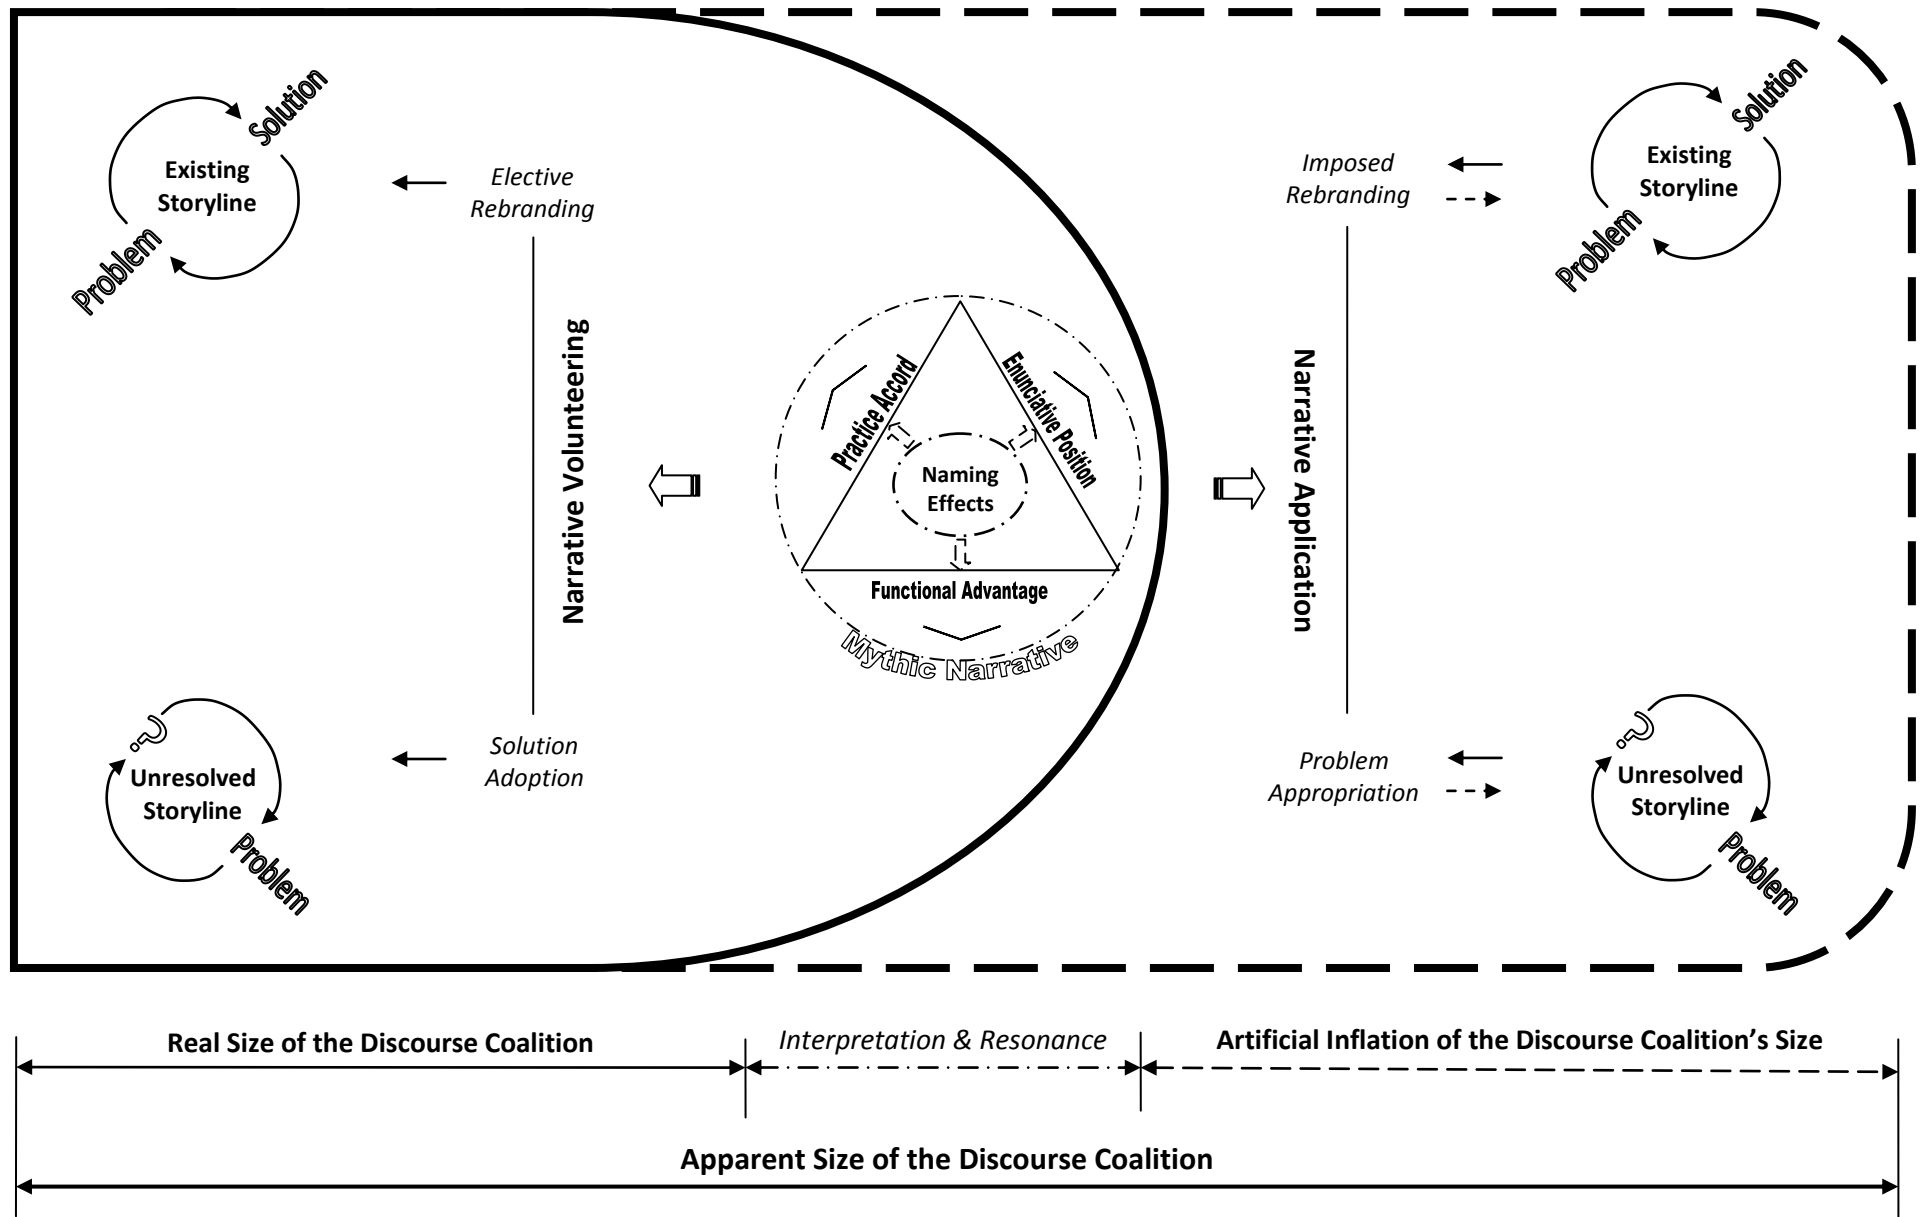 Solution
Existing
Storyline
Problem
Elective
Rebranding
Narrative Volunteering
Solution
Adoption
?
Unresolved
Storyline
Problem
Practice Accord
Enunciative Position
Naming
Effects
Functional Advantage
Mythic Narrative
Imposed
Rebranding
Narrative Application
Problem
Appropriation
Solution
Existing
Storyline
Problem
?
Unresolved
Storyline
Problem
Real Size of the Discourse Coalition
Interpretation & Resonance
Artificial Inflation of the Discourse Coalition’s Size
Apparent Size of the Discourse Coalition